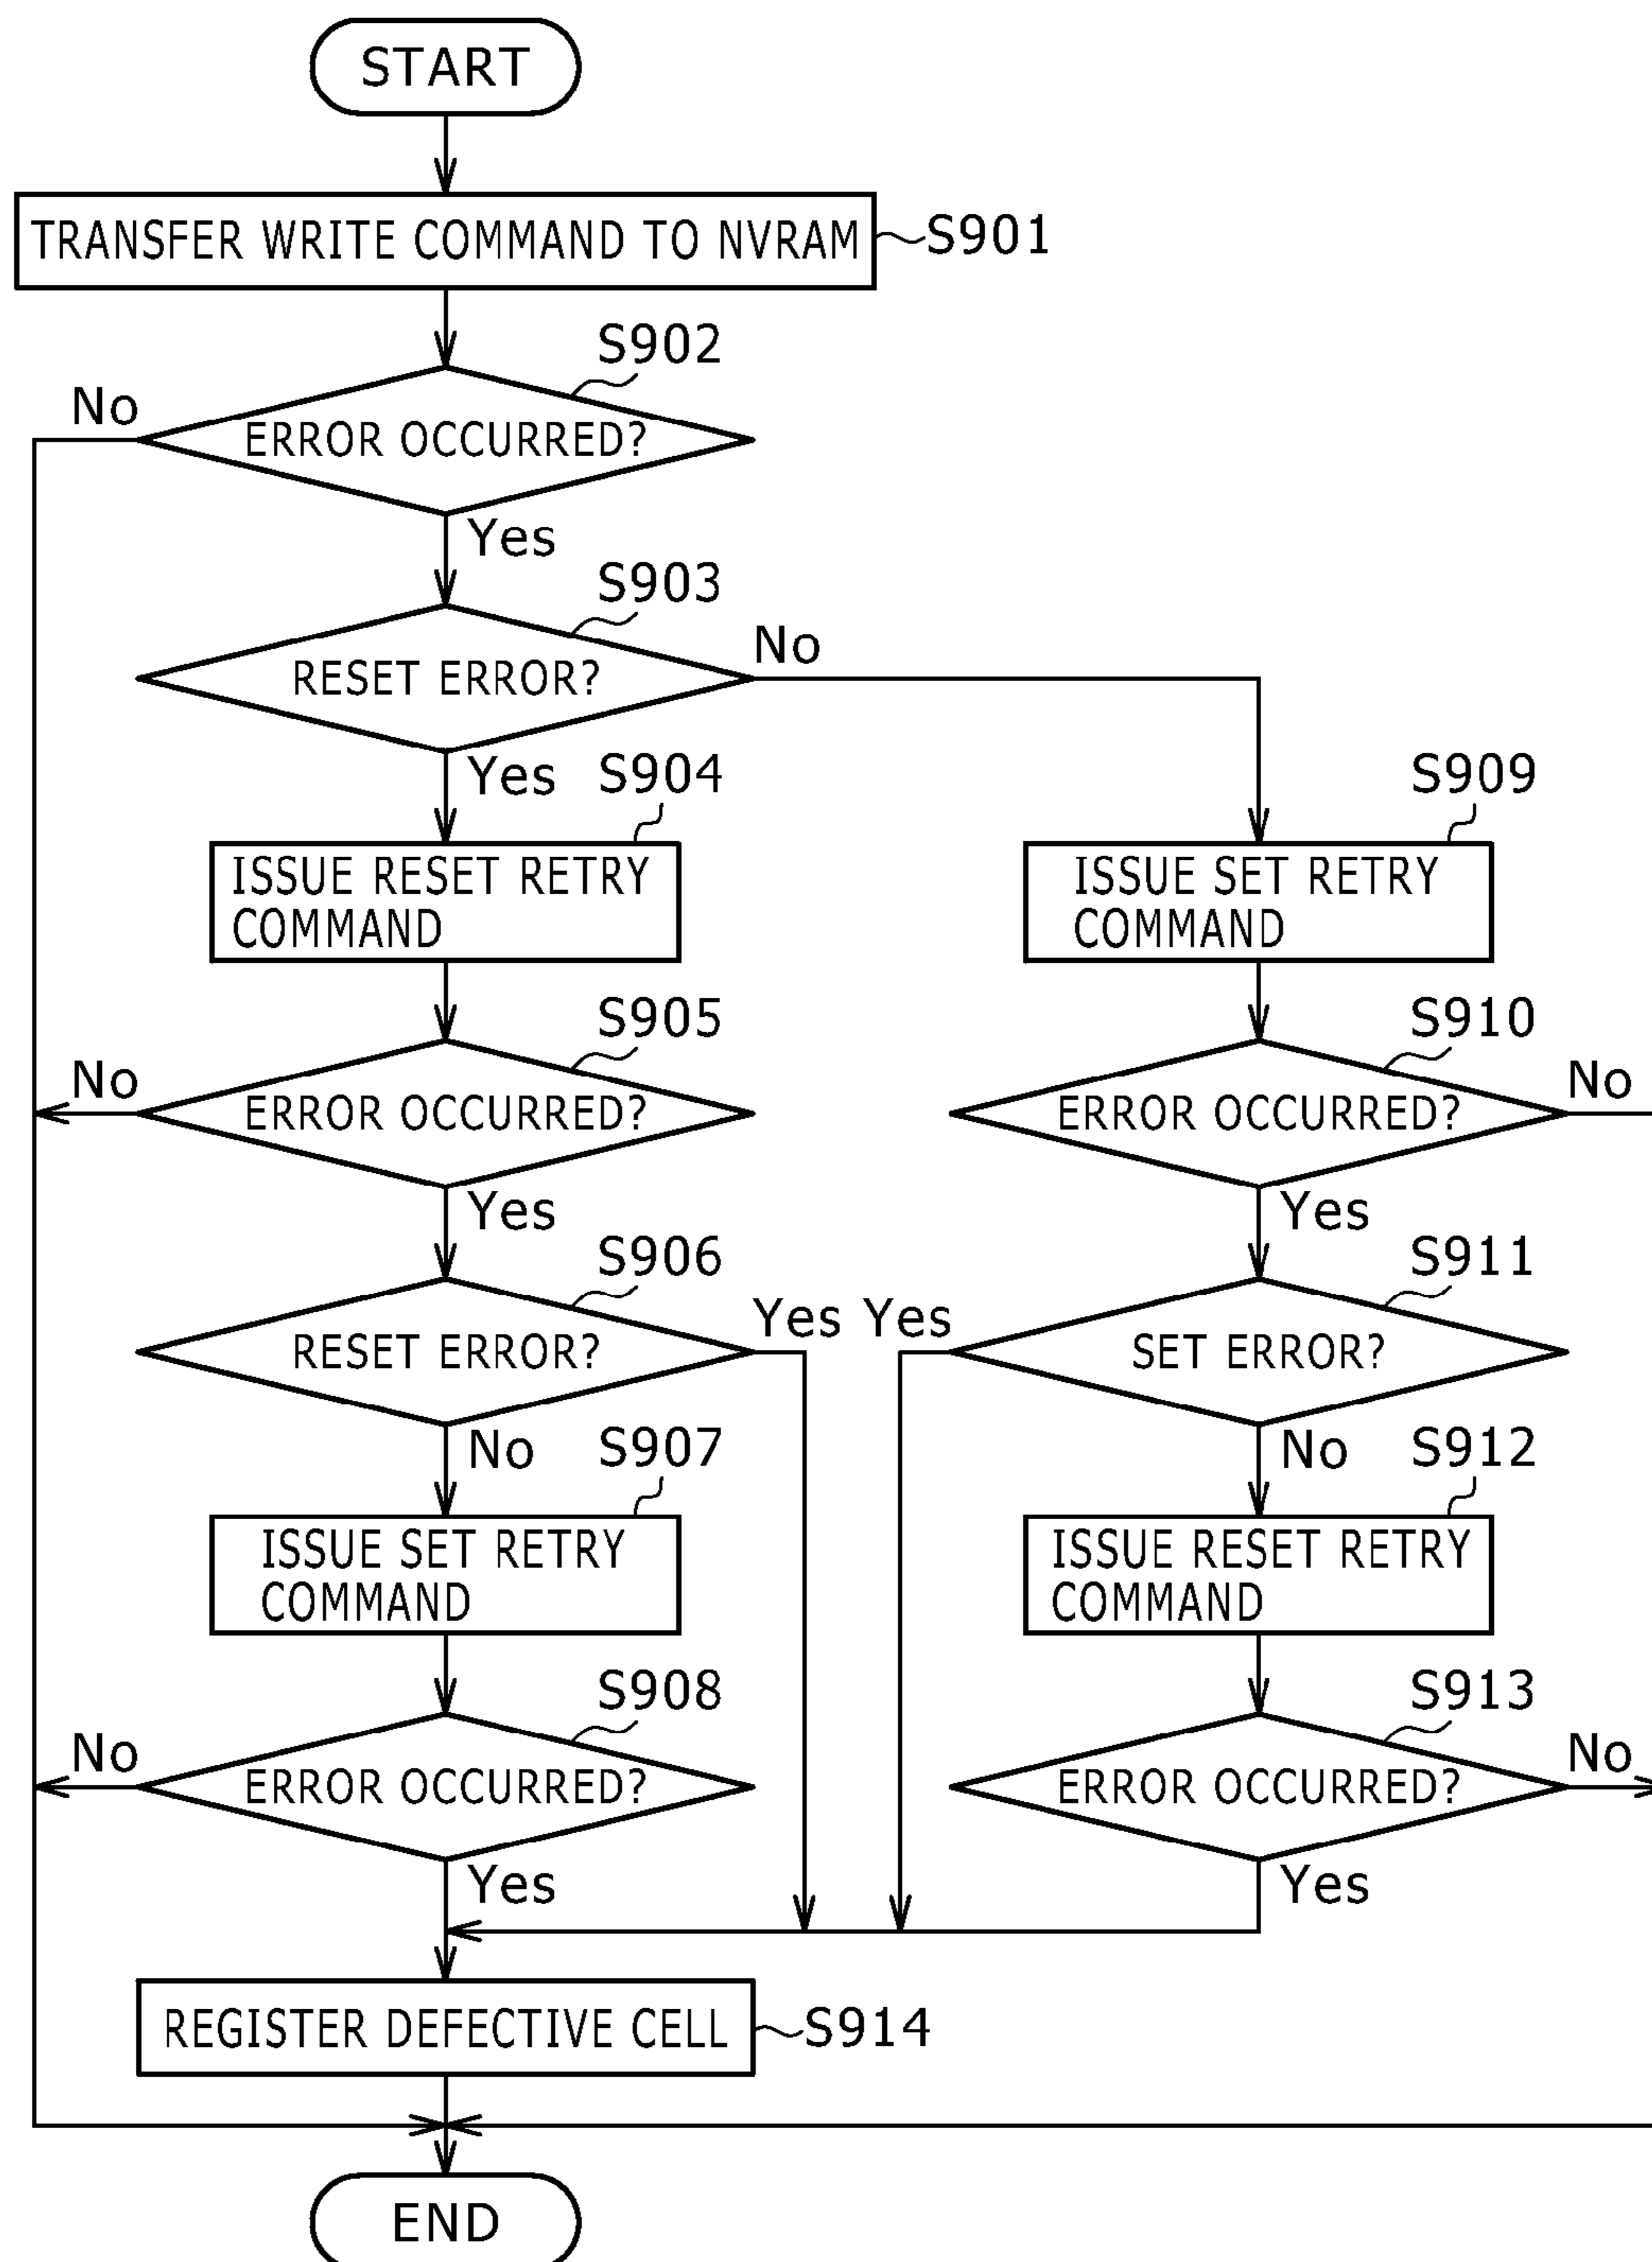 START
TRANSFER WRITE COMMAND TO NVRAM
S901
S902
No
ERROR OCCURRED?
Yes
S903
No
RESET ERROR?
Yes
S904
S909
ISSUE RESET RETRY
COMMAND
ISSUE SET RETRY
COMMAND
S905
S910
No
ERROR OCCURRED?
ERROR OCCURRED?
No
Yes
Yes
S906
S911
Yes
Yes
RESET ERROR?
SET ERROR?
No
S907
No
S912
ISSUE SET RETRY
COMMAND
ISSUE RESET RETRY
COMMAND
S908
S913
No
ERROR OCCURRED?
ERROR OCCURRED?
No
Yes
Yes
REGISTER DEFECTIVE CELL
S914
END